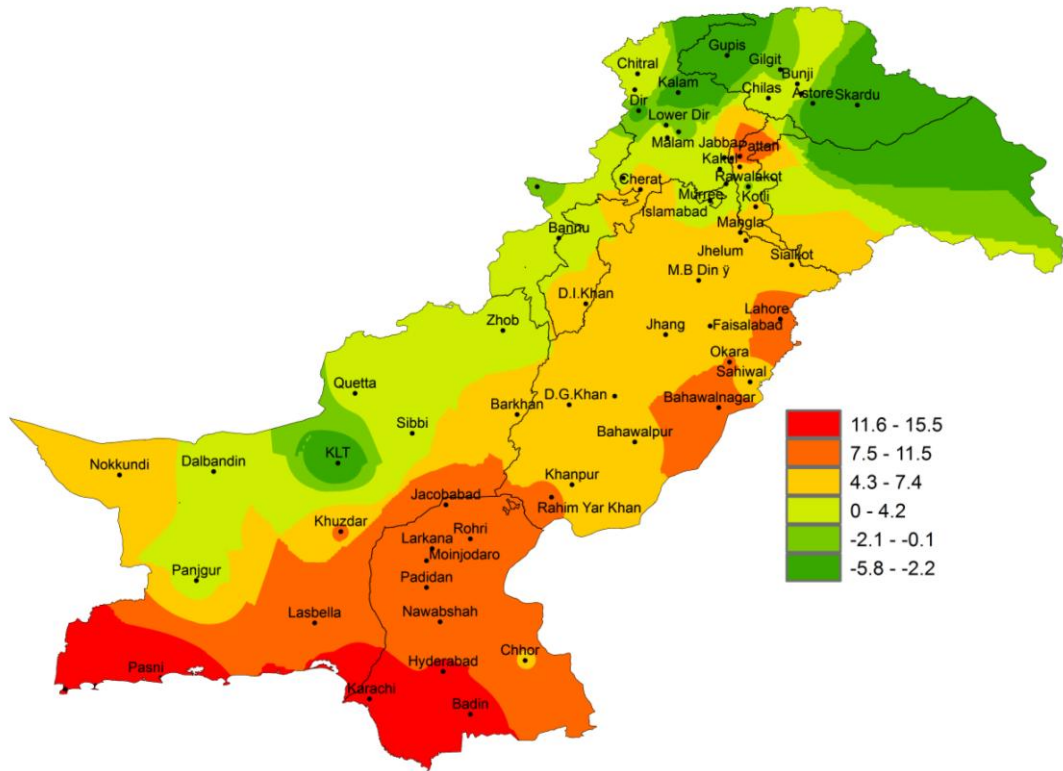 Gupis
Gilgit
Chitral
Bunji
Kalam
Chilas
Astore
Skardu
Dir
Lower Dir
Malam Jabbao
Pattan
Cherat
Rawalakot
Murree
Kotli
Islamabad
Mangla
Bannu
Jhelum
Sialkot
M.B Din ÿ
D.I.Khan
Lahore
Zhob
Jhang
Faisalabad
Okara
Sahiwal
Quetta
D.G.Khan
Bahawalnagar
Barkhan
Sibbi
Bahawalpur
Nokkundi
Dalbandin
KLT
Khanpur
Jacobabad
Rahim Yar Khan
Khuzdar
Rohri
Larkana
Moinjodaro
Panjgur
Padidan
Lasbella
Nawabshah
Chhor
Pasni
Hyderabad
Karachi
Badin
11.6 - 15.5
7.5 - 11.5
4.3 - 7.4
0 - 4.2
-2.1 - -0.1
-5.8 - -2.2